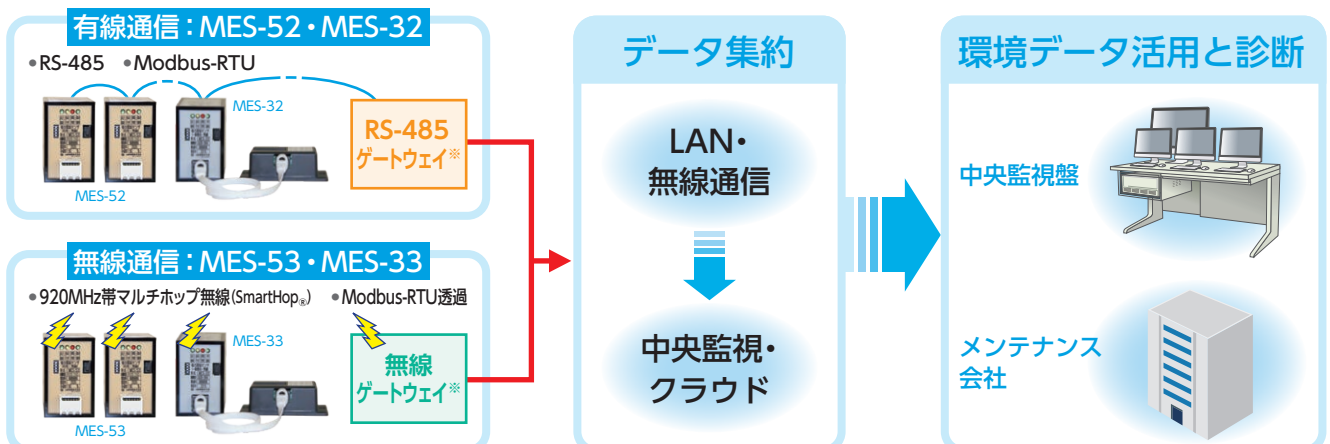 有線通信：MES-52・MES-32
●RS-485 ●Modbus-RTU
MES-32
MES-52
RS-485
ゲートウェイ※
無線通信：MES-53・MES-33
●920MHz帯マルチホップ無線(SmartHop®) ●Modbus-RTU透過
MES-33
MES-53
無線
ゲートウェイ※
データ集約
LAN・
無線通信
中央監視・
クラウド
環境データ活用と診断
中央監視盤
メンテナンス
会社